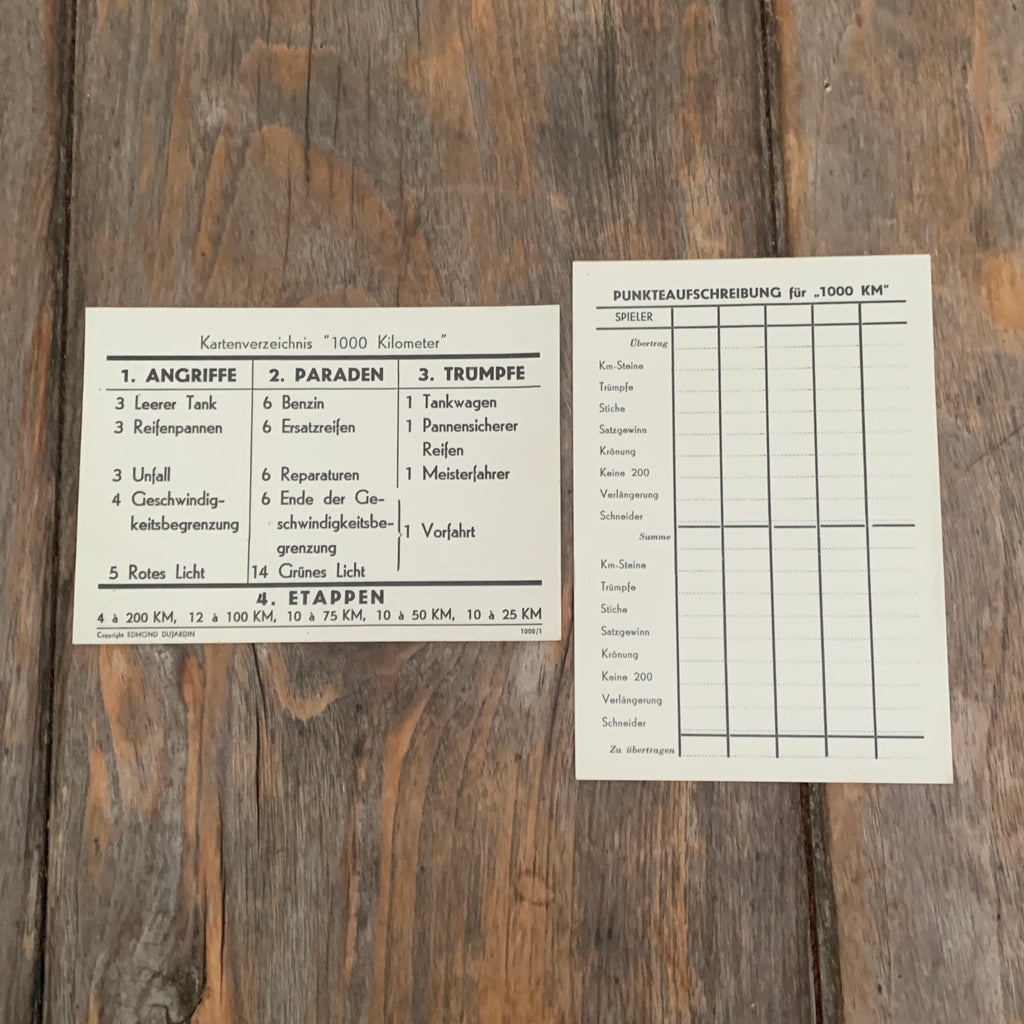 Kartenverzeichnis "1000 Kilometer"
1. ANGRIFFE 2. PARADEN 3. TRÜMPFE
3 Leerer Tank 6 Benzin 1 Tankwagen
3 Reifenpannen 6 Ersatzreifen 1 Pannensicherer
Reifen
3 Unfall 6 Reparaturen 1 Meisterfahrer
4 Geschwindig- 6 Ende der Ge-
keitsbegrenzung schwindigkeitsbe- 1 Vorfahrt
grenzung
5 Rotes Licht 14 Grünes Licht
4. ETAPPEN
4 à 200 KM, 12 à 100 KM, 10 à 75 KM, 10 à 50 KM, 10 à 25 KM
Copyright EDMOND DUJARDIN 1000/1
PUNKTEAUFSCHREIBUNG für „1000 KM"
SPIELER
Übertrag
Km-Steine
Trümpfe
Stiche
Satzgewinn
Krönung
Keine 200
Verlängerung
Schneider
Summe
Km-Steine
Trümpfe
Stiche
Satzgewinn
Krönung
Keine 200
Verlängerung
Schneider
Zu übertragen